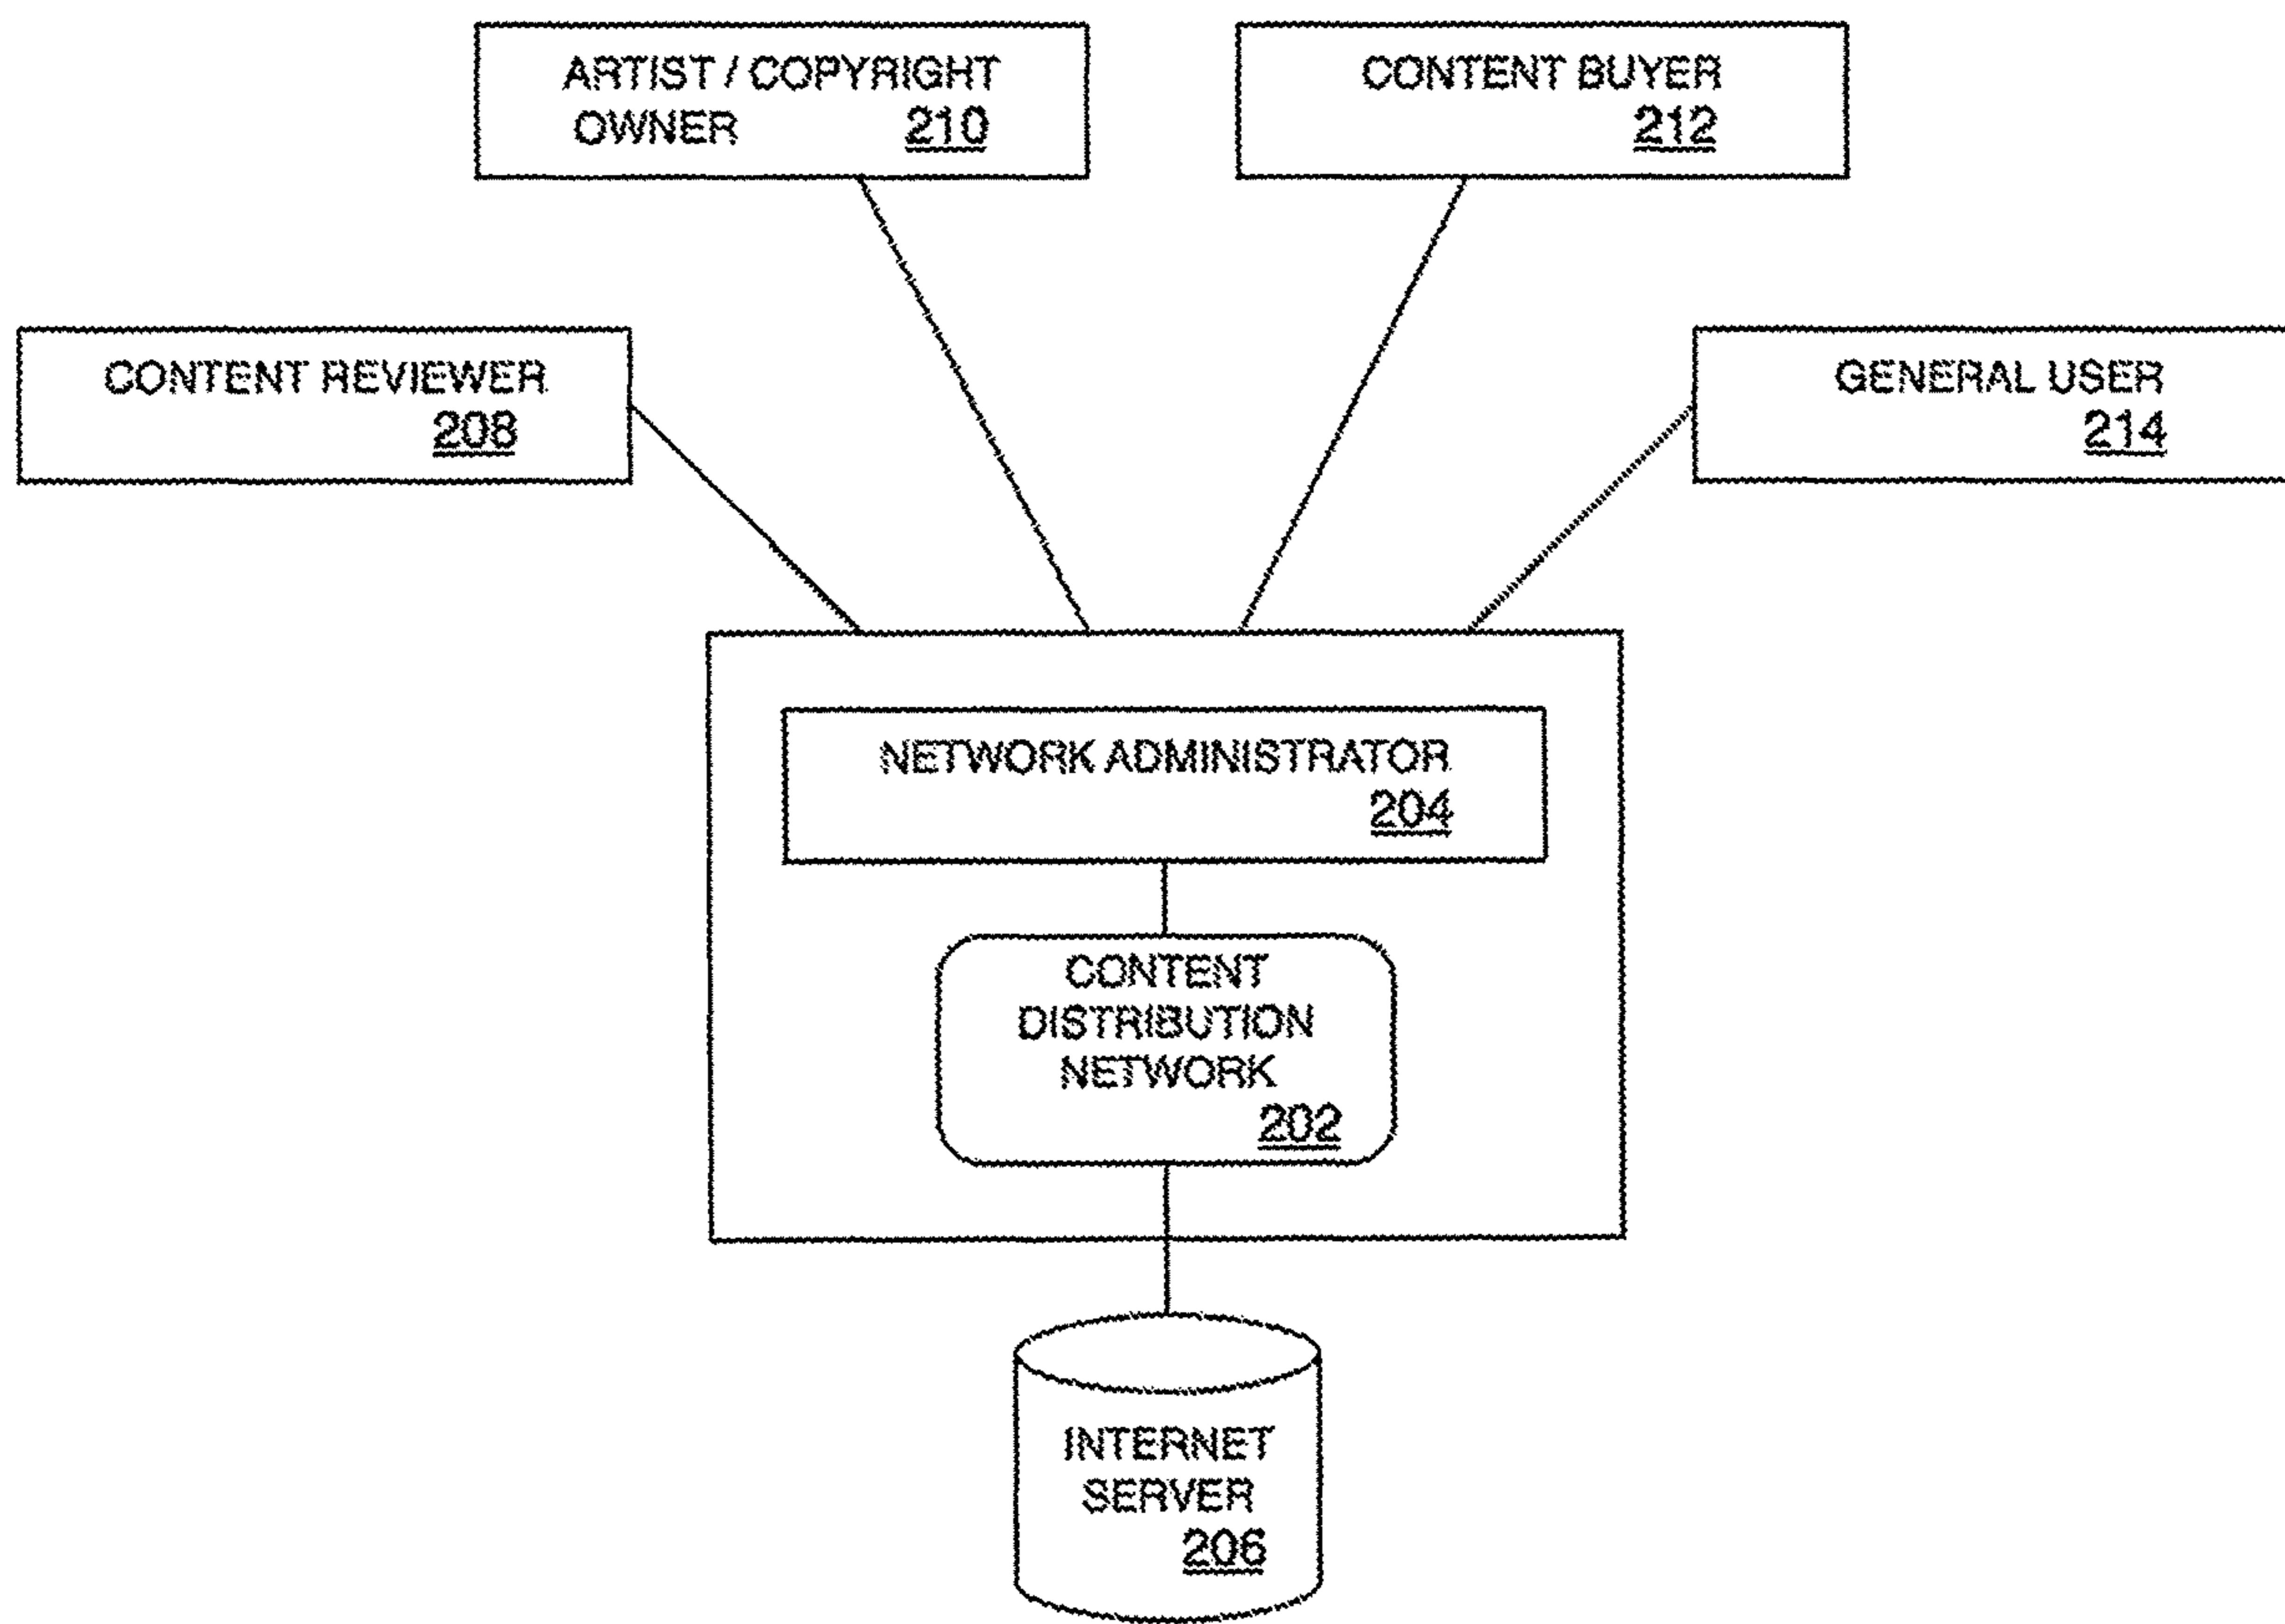 ARTIST / COPYRIGHT
OWNER 210
CONTENT BUYER
212
CONTENT REVIEWER
208
GENERAL USER
214
NETWORK ADMINISTRATOR
204
CONTENT
DISTRIBUTION
NETWORK
202
INTERNET
SERVER
206